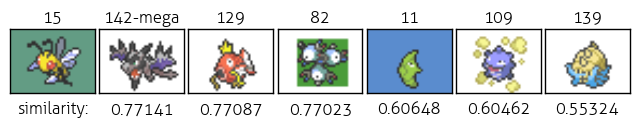 15 142-mega 129 82 11 109 139
similarity: 0.77141 0.77087 0.77023 0.60648 0.60462 0.55324